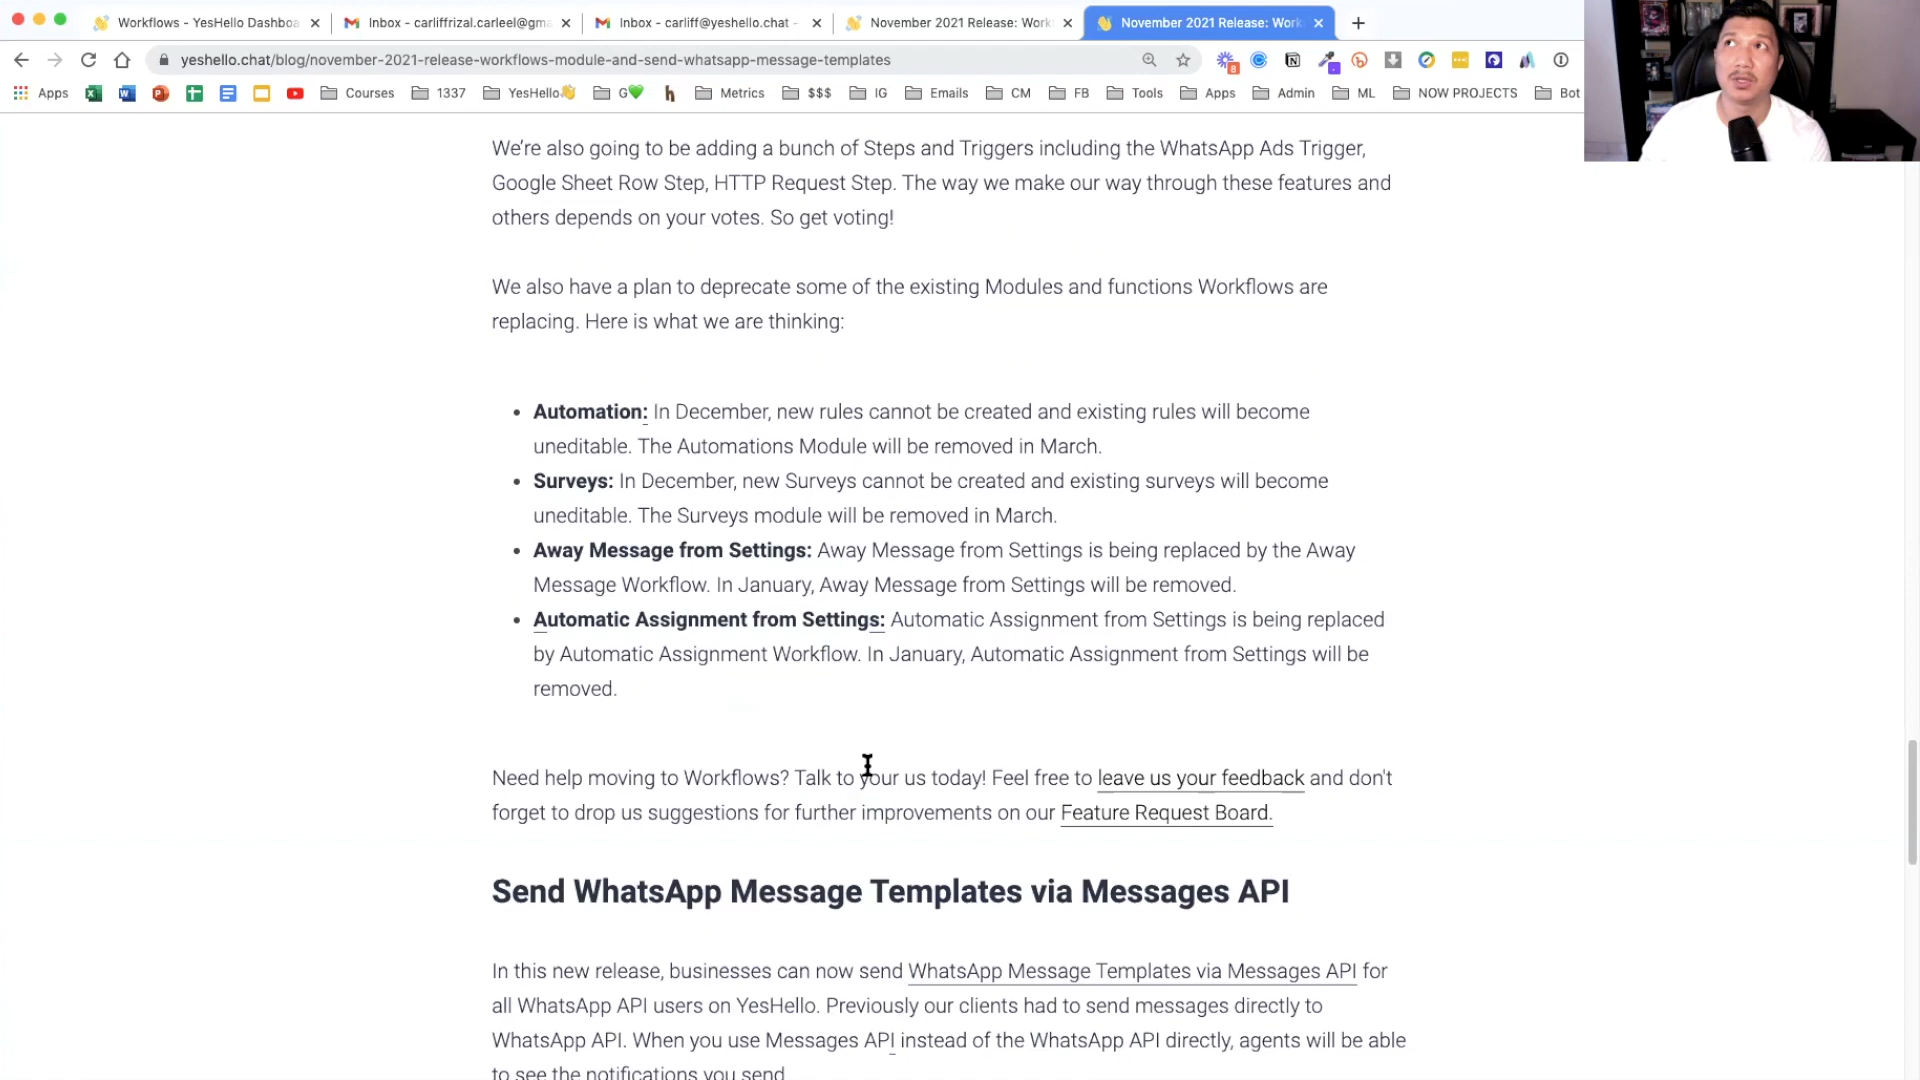 Workflows - YesHello Dashboa
Inbox - carliffrizal.carleel@gma
Inbox - carliff@yeshello.chat -
November 2021 Release: Work
November 2021 Release: Work
yeshello.chat/blog/november-2021-release-workflows-module-and-send-whatsapp-message-templates
8
Apps
Courses
1337
YesHello👋
G💚
Metrics
$$$
IG
Emails
CM
FB
Tools
Apps
Admin
ML
NOW PROJECTS
Bot
We’re also going to be adding a bunch of Steps and Triggers including the WhatsApp Ads Trigger,
Google Sheet Row Step, HTTP Request Step. The way we make our way through these features and
others depends on your votes. So get voting!
We also have a plan to deprecate some of the existing Modules and functions Workflows are
replacing. Here is what we are thinking:
• Automation: In December, new rules cannot be created and existing rules will become
uneditable. The Automations Module will be removed in March.
• Surveys: In December, new Surveys cannot be created and existing surveys will become
uneditable. The Surveys module will be removed in March.
• Away Message from Settings: Away Message from Settings is being replaced by the Away
Message Workflow. In January, Away Message from Settings will be removed.
• Automatic Assignment from Settings: Automatic Assignment from Settings is being replaced
by Automatic Assignment Workflow. In January, Automatic Assignment from Settings will be
removed.
Need help moving to Workflows? Talk to your us today! Feel free to leave us your feedback and don't
forget to drop us suggestions for further improvements on our Feature Request Board.
Send WhatsApp Message Templates via Messages API
In this new release, businesses can now send WhatsApp Message Templates via Messages API for
all WhatsApp API users on YesHello. Previously our clients had to send messages directly to
WhatsApp API. When you use Messages API instead of the WhatsApp API directly, agents will be able
to see the notifications you send